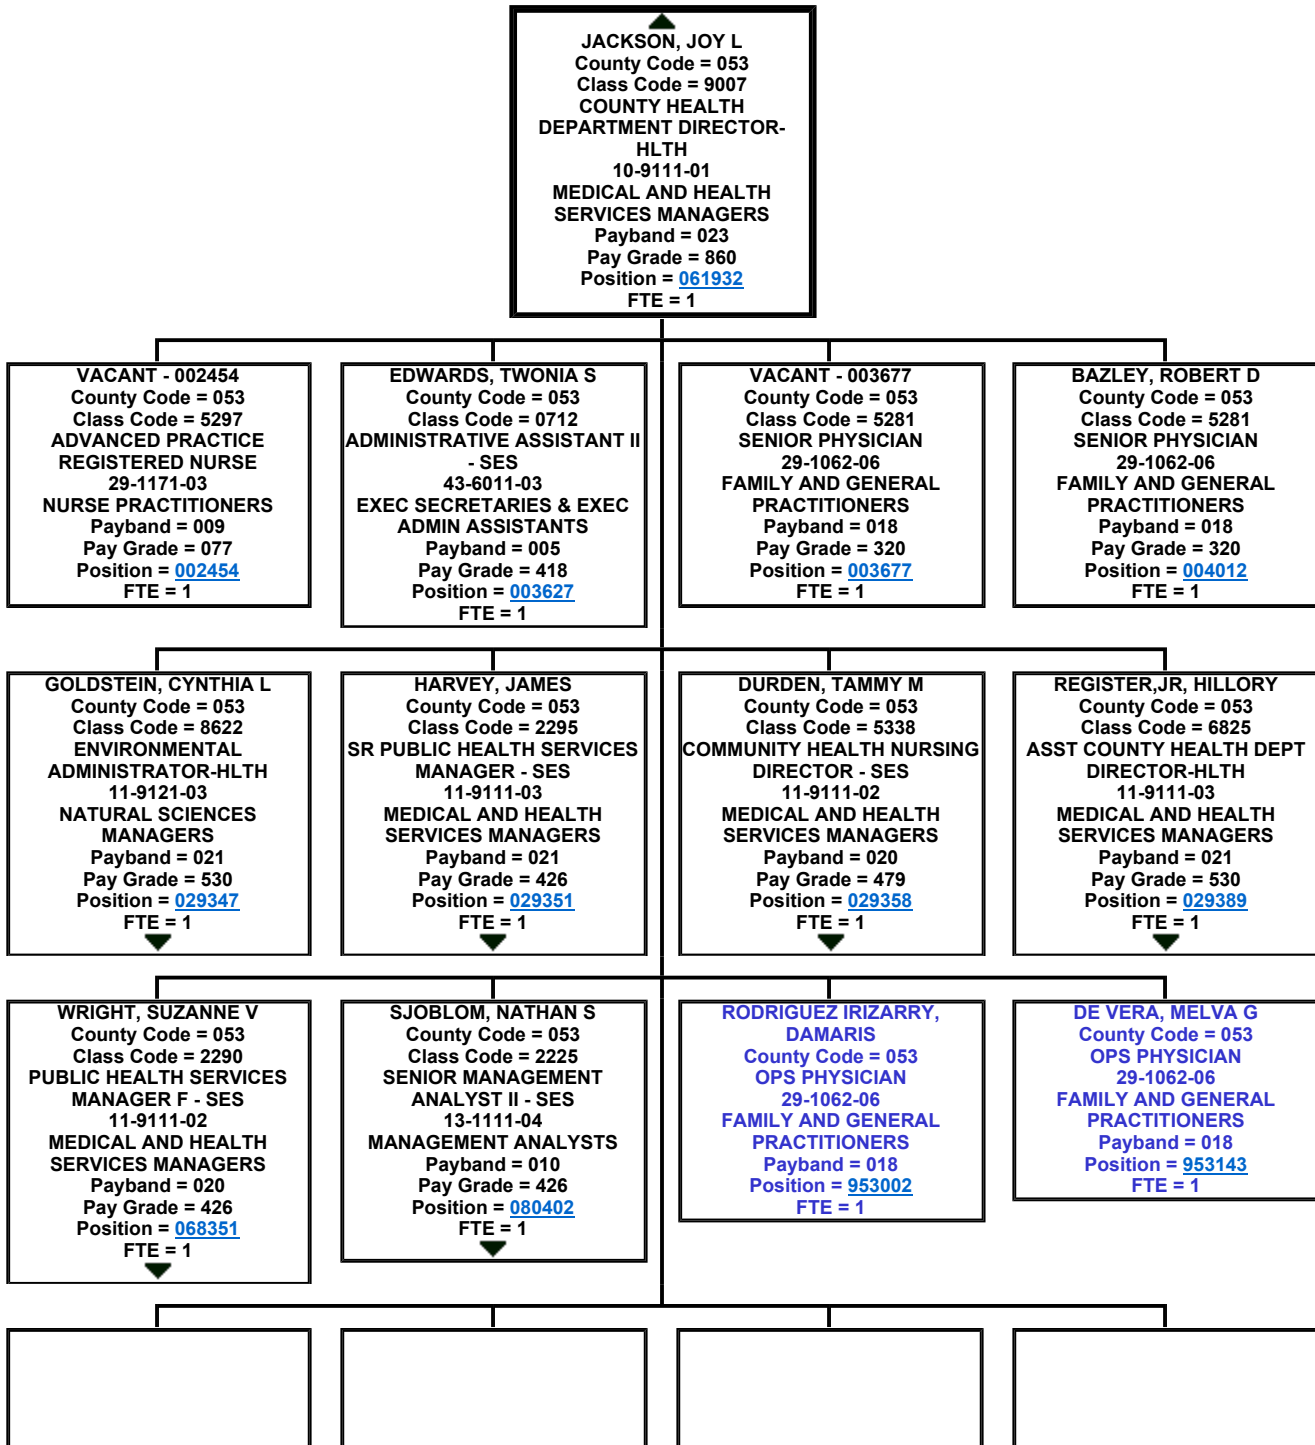 JACKSON, JOY L
County Code = 053
Class Code = 9007
COUNTY HEALTH
DEPARTMENT DIRECTOR-
HLTH
10-9111-01
MEDICAL AND HEALTH
SERVICES MANAGERS
Payband = 023
Pay Grade = 860
Position = 061932
FTE = 1
VACANT - 002454
County Code = 053
Class Code = 5297
ADVANCED PRACTICE
REGISTERED NURSE
29-1171-03
NURSE PRACTITIONERS
Payband = 009
Pay Grade = 077
Position = 002454
FTE = 1
EDWARDS, TWONIA S
County Code = 053
Class Code = 0712
ADMINISTRATIVE ASSISTANT II
- SES
43-6011-03
EXEC SECRETARIES & EXEC
ADMIN ASSISTANTS
Payband = 005
Pay Grade = 418
Position = 003627
FTE = 1
VACANT - 003677
County Code = 053
Class Code = 5281
SENIOR PHYSICIAN
29-1062-06
FAMILY AND GENERAL
PRACTITIONERS
Payband = 018
Pay Grade = 320
Position = 003677
FTE = 1
BAZLEY, ROBERT D
County Code = 053
Class Code = 5281
SENIOR PHYSICIAN
29-1062-06
FAMILY AND GENERAL
PRACTITIONERS
Payband = 018
Pay Grade = 320
Position = 004012
FTE = 1
GOLDSTEIN, CYNTHIA L
County Code = 053
Class Code = 8622
ENVIRONMENTAL
ADMINISTRATOR-HLTH
11-9121-03
NATURAL SCIENCES
MANAGERS
Payband = 021
Pay Grade = 530
Position = 029347
FTE = 1
HARVEY, JAMES
County Code = 053
Class Code = 2295
SR PUBLIC HEALTH SERVICES
MANAGER - SES
11-9111-03
MEDICAL AND HEALTH
SERVICES MANAGERS
Payband = 021
Pay Grade = 426
Position = 029351
FTE = 1
DURDEN, TAMMY M
County Code = 053
Class Code = 5338
COMMUNITY HEALTH NURSING
DIRECTOR - SES
11-9111-02
MEDICAL AND HEALTH
SERVICES MANAGERS
Payband = 020
Pay Grade = 479
Position = 029358
FTE = 1
REGISTER,JR, HILLORY
County Code = 053
Class Code = 6825
ASST COUNTY HEALTH DEPT
DIRECTOR-HLTH
11-9111-03
MEDICAL AND HEALTH
SERVICES MANAGERS
Payband = 021
Pay Grade = 530
Position = 029389
FTE = 1
WRIGHT, SUZANNE V
County Code = 053
Class Code = 2290
PUBLIC HEALTH SERVICES
MANAGER F - SES
11-9111-02
MEDICAL AND HEALTH
SERVICES MANAGERS
Payband = 020
Pay Grade = 426
Position = 068351
FTE = 1
SJOBLOM, NATHAN S
County Code = 053
Class Code = 2225
SENIOR MANAGEMENT
ANALYST II - SES
13-1111-04
MANAGEMENT ANALYSTS
Payband = 010
Pay Grade = 426
Position = 080402
FTE = 1
RODRIGUEZ IRIZARRY,
DAMARIS
County Code = 053
OPS PHYSICIAN
29-1062-06
FAMILY AND GENERAL
PRACTITIONERS
Payband = 018
Position = 953002
FTE = 1
DE VERA, MELVA G
County Code = 053
OPS PHYSICIAN
29-1062-06
FAMILY AND GENERAL
PRACTITIONERS
Payband = 018
Position = 953143
FTE = 1